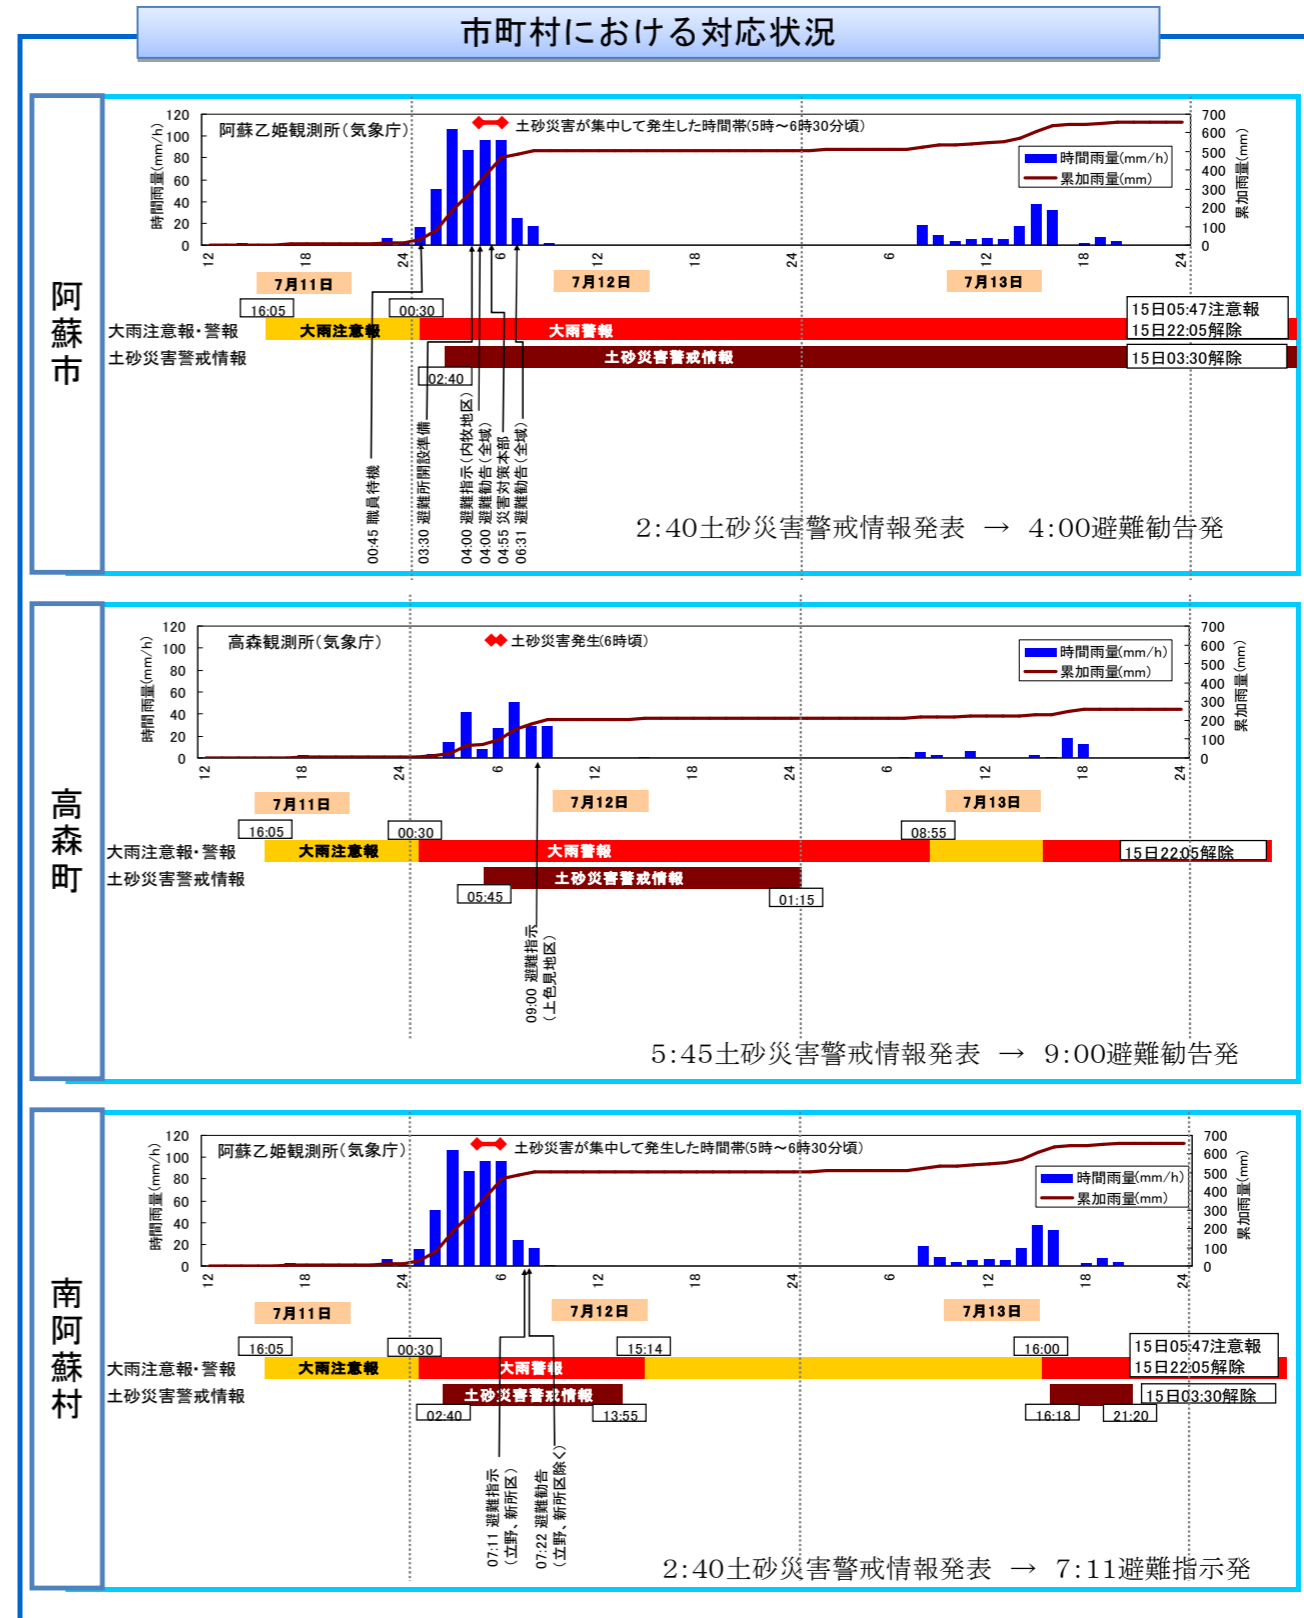 市町村における対応状況
阿蘇市
阿蘇乙姫観測所(気象庁)
土砂災害が集中して発生した時間帯(5時～6時30分頃)
時間雨量(mm/h)
累加雨量(mm)
時間雨量(mm/h)
累加雨量(mm)
120
100
80
60
40
20
0
700
600
500
400
300
200
100
0
12
18
24
6
12
18
24
6
12
18
24
7月11日
7月12日
7月13日
16:05
00:30
大雨注意報・警報
大雨注意報
大雨警報
15日05:47注意報
15日22:05解除
土砂災害警戒情報
土砂災害警戒情報
15日03:30解除
02:40
00:45 職員待機
03:30 避難所開設準備
04:00 避難指示(内牧地区)
04:00 避難勧告(全域)
04:55 災害対策本部
06:31 避難勧告(全域)
2:40土砂災害警戒情報発表 → 4:00避難勧告発
高森町
高森観測所(気象庁)
土砂災害発生(6時頃)
時間雨量(mm/h)
累加雨量(mm)
時間雨量(mm/h)
累加雨量(mm)
120
100
80
60
40
20
0
700
600
500
400
300
200
100
0
12
18
24
6
12
18
24
6
12
18
24
7月11日
7月12日
7月13日
16:05
00:30
08:55
大雨注意報・警報
大雨注意報
大雨警報
15日22:05解除
土砂災害警戒情報
土砂災害警戒情報
05:45
01:15
09:00 避難指示
(上色見地区)
5:45土砂災害警戒情報発表 → 9:00避難勧告発
南阿蘇村
阿蘇乙姫観測所(気象庁)
土砂災害が集中して発生した時間帯(5時～6時30分頃)
時間雨量(mm/h)
累加雨量(mm)
時間雨量(mm/h)
累加雨量(mm)
120
100
80
60
40
20
0
700
600
500
400
300
200
100
0
12
18
24
6
12
18
24
6
12
18
24
7月11日
7月12日
7月13日
16:05
00:30
15:14
16:00
大雨注意報・警報
大雨注意報
大雨警報
15日05:47注意報
15日22:05解除
土砂災害警戒情報
土砂災害警戒情報
15日03:30解除
02:40
13:55
16:18
21:20
07:11 避難指示
(立野、新所区)
07:22 避難勧告
(立野、新所区除く)
2:40土砂災害警戒情報発表 → 7:11避難指示発